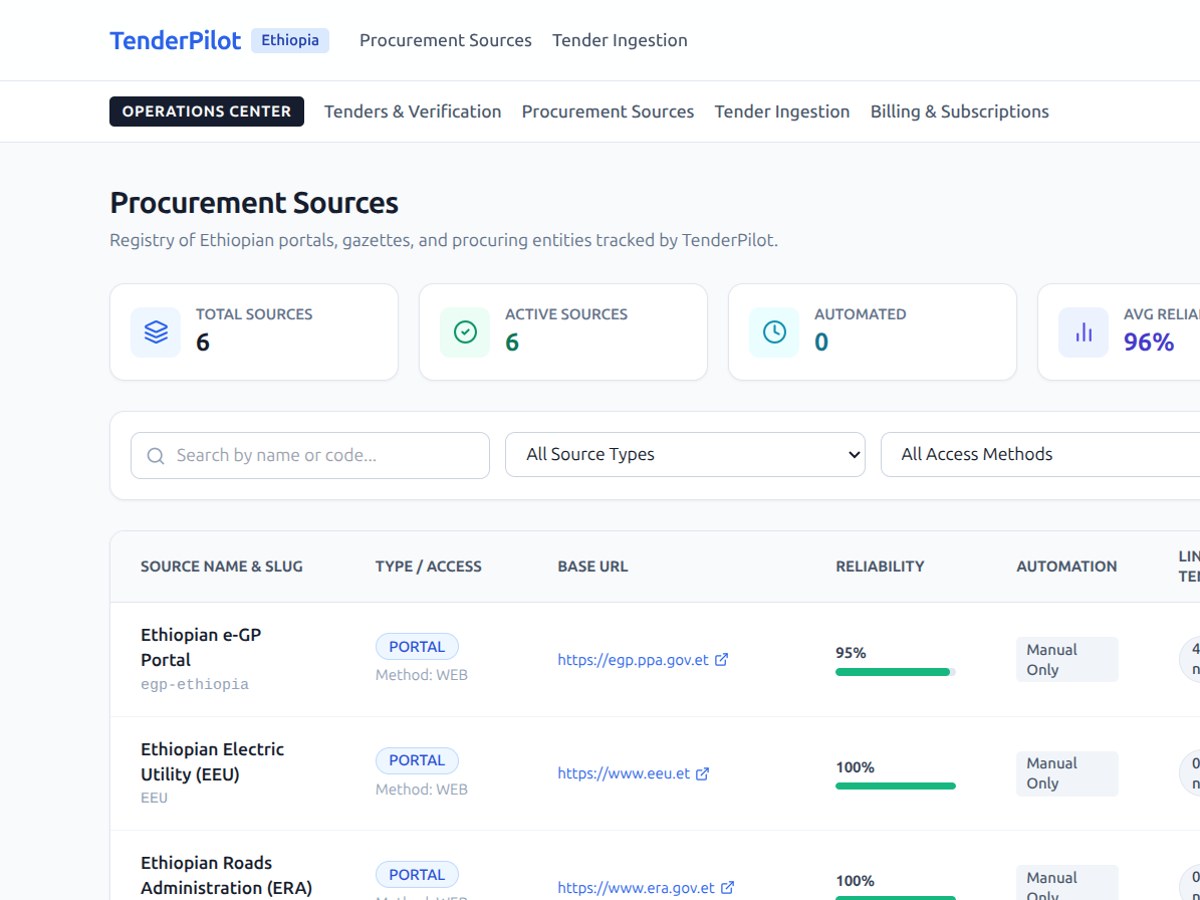 TenderPilot Ethiopia Procurement Sources Tender Ingestion
OPERATIONS CENTER Tenders & Verification Procurement Sources Tender Ingestion Billing & Subscriptions
Procurement Sources
Registry of Ethiopian portals, gazettes, and procuring entities tracked by TenderPilot.
TOTAL SOURCES
6
ACTIVE SOURCES
6
AUTOMATED
0
AVG
96%
Search by name or code...
All Source Types
All Access Methods
SOURCE NAME & SLUG TYPE / ACCESS BASE URL RELIABILITY AUTOMATION
Ethiopian e-GP
Portal
egp-ethiopia
PORTAL
Method: WEB
https://egp.ppa.gov.et
95%
Manual
Only
Ethiopian Electric
Utility (EEU)
EEU
PORTAL
Method: WEB
https://www.eeu.et
100%
Manual
Only
0
Ethiopian Roads
Administration (ERA)
PORTAL
https://www.era.gov.et
100%
Manual
Only
0